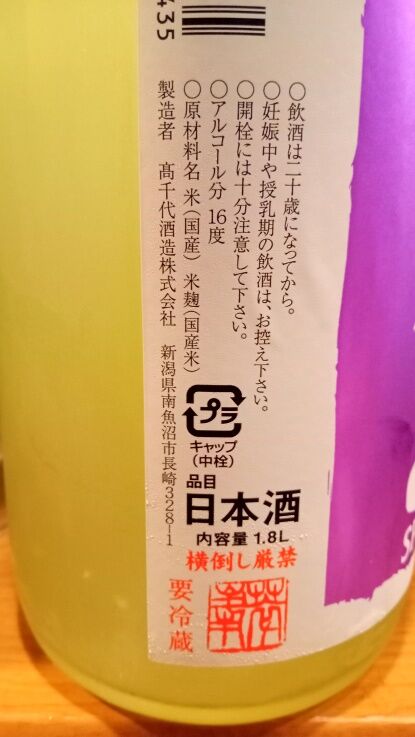 435
○飲酒は二十歳になってから。
○妊娠中や授乳期の飲酒は、お控え下さい。
○開栓には十分注意して下さい。
○アルコール分 16度
○原材料名 米(国産) 米麹(国産米)
製造者 髙千代酒造株式会社 新潟県南魚沼市長崎328-1
プラ
キャップ
(中栓)
品目
日本酒
内容量 1.8L
横倒し厳禁
要冷蔵